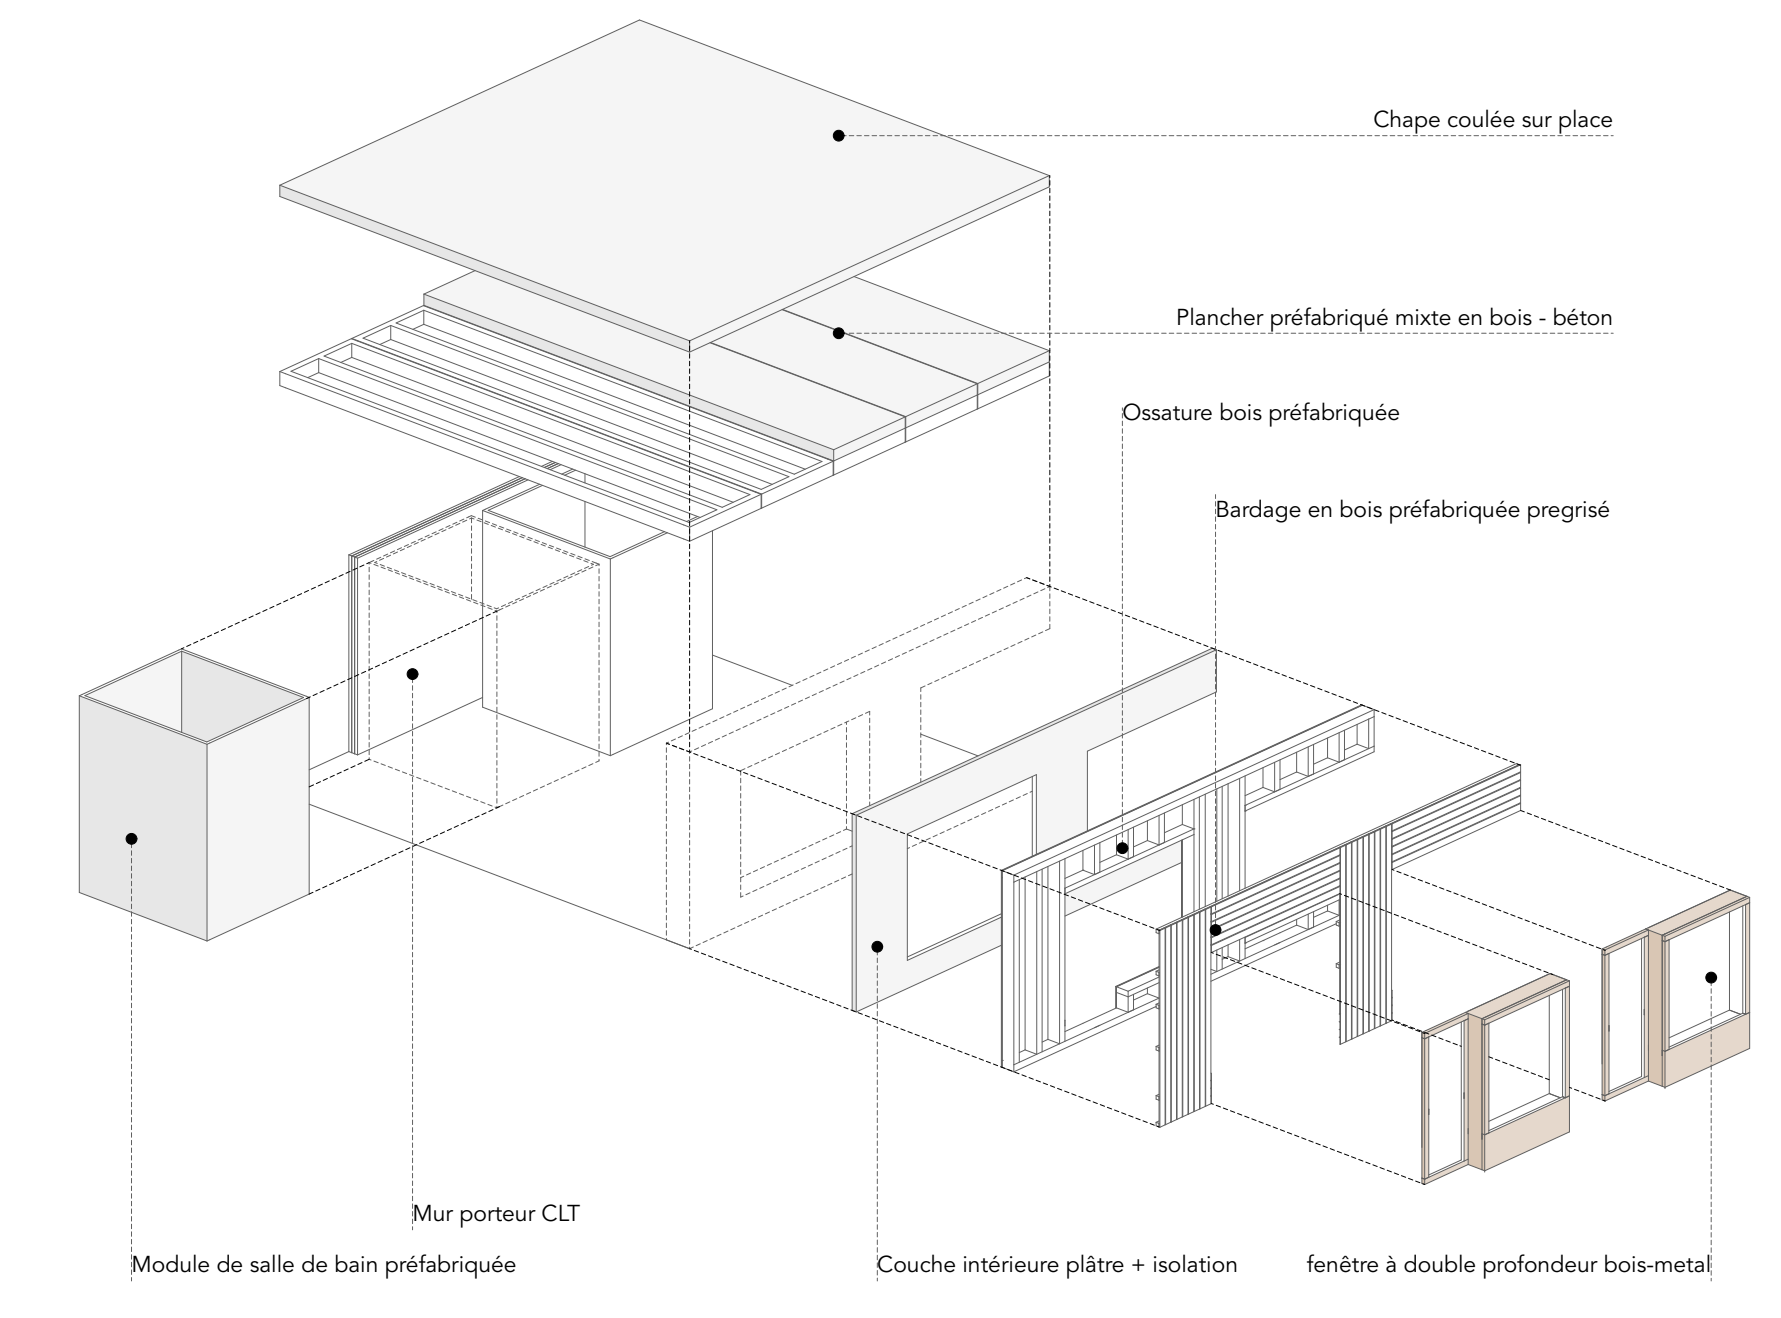 Chape coulée sur place
Plancher préfabriqué mixte en bois - béton
Ossature bois préfabriquée
Bardage en bois préfabriquée pregrisé
Mur porteur CLT
Module de salle de bain préfabriquée
Couche intérieure plâtre + isolation
fenêtre à double profondeur bois-metal